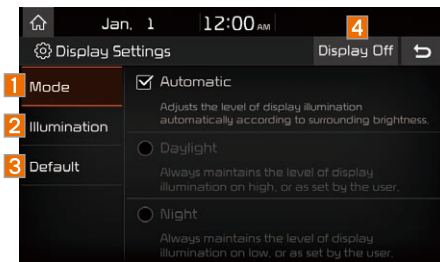 Jan. 1 12:00 AM
4
Display Settings Display Off
1 Mode
Automatic
Adjusts the level of display illumination
automatically according to surrounding brightness.
2 Illumination
Daylight
3 Default
Always maintains the level of display
illumination on high, or as set by the user.
Night
Always maintains the level of display
illumination on low, or as set by the user.